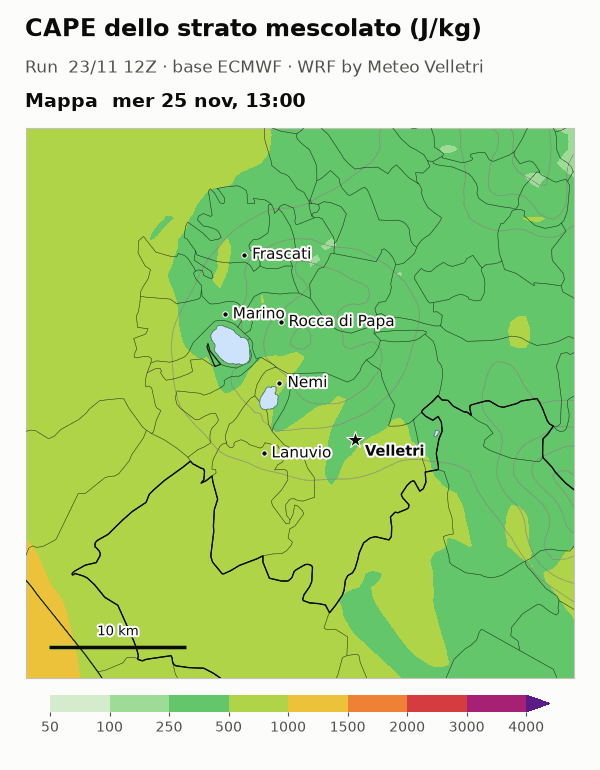 CAPE dello strato mescolato (J/kg)
Run  23/11 12Z · base ECMWF · WRF by Meteo Velletri
Mappa  mer 25 nov, 13:00
Frascati
Marino
Rocca di Papa
Nemi
Velletri
Lanuvio
10 km
50 100 250 500 1000 1500 2000 3000 4000